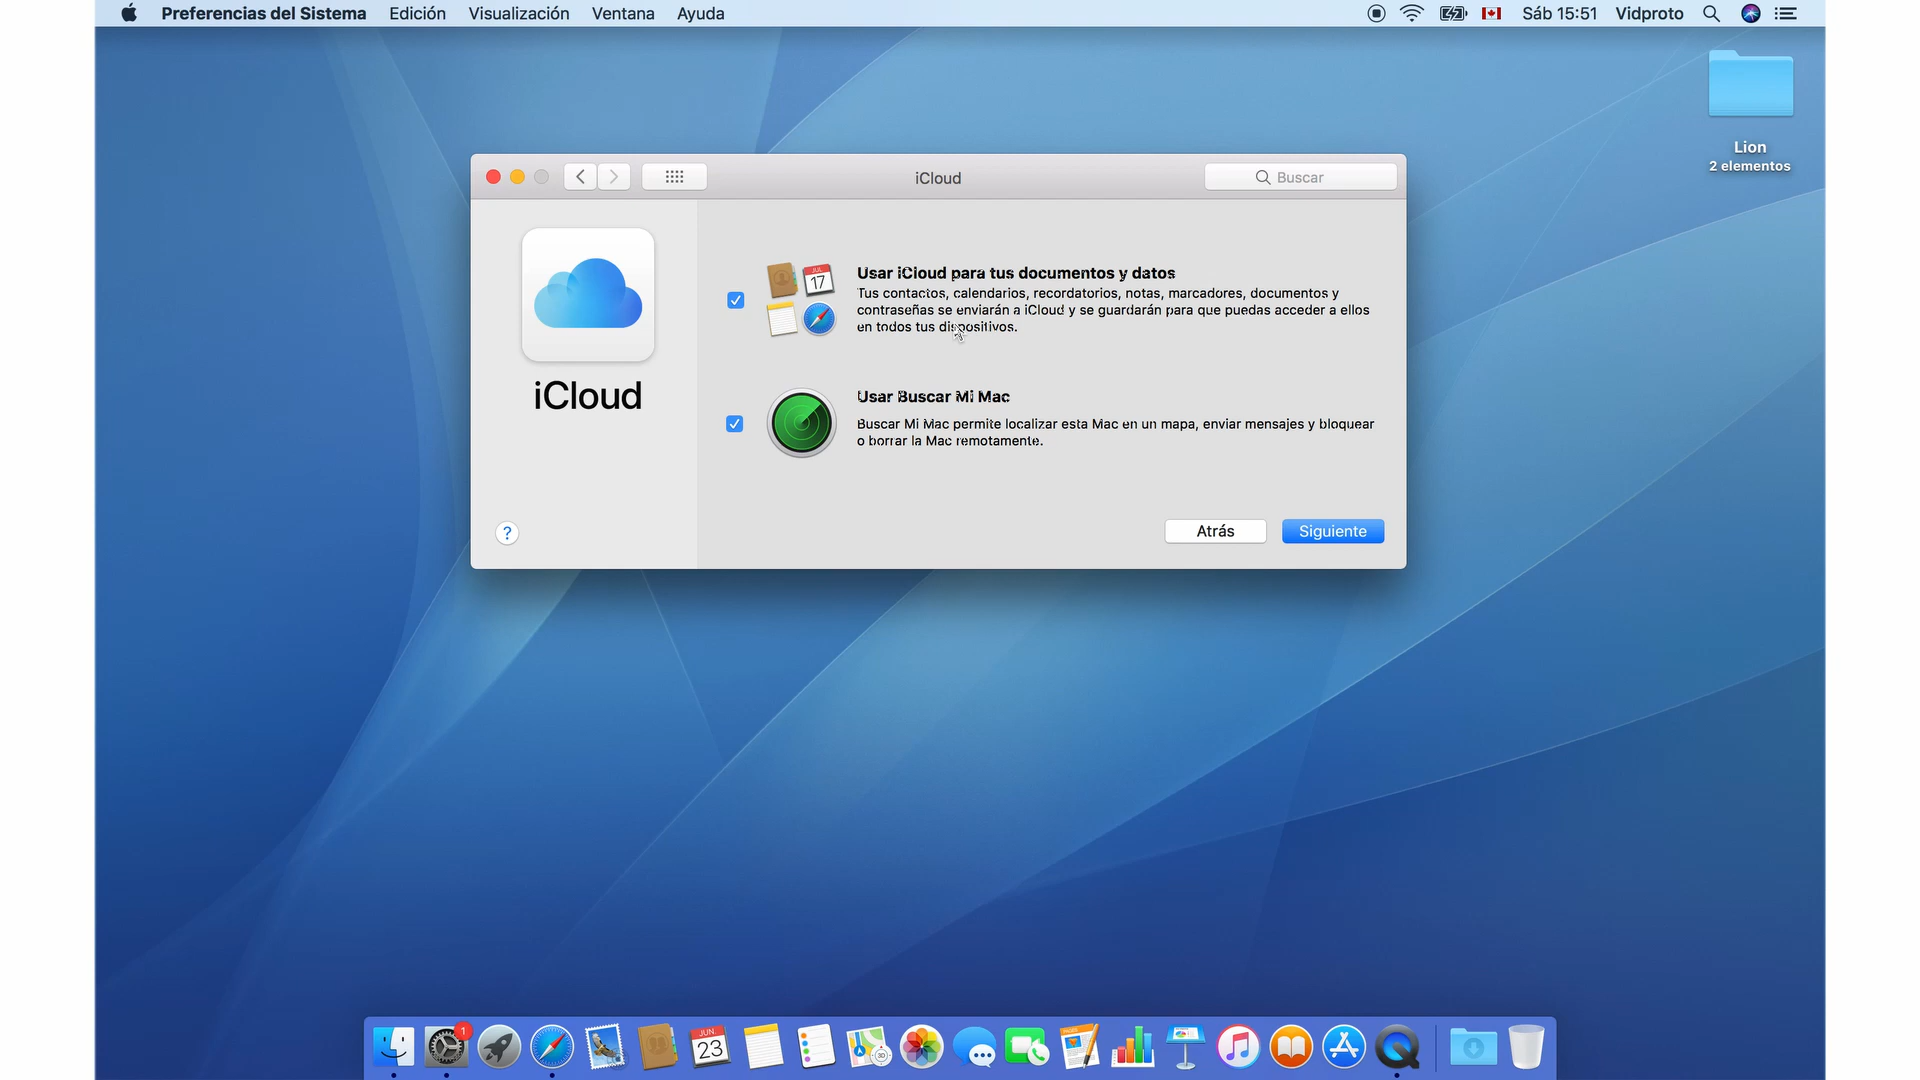 Preferencias del Sistema Edición Visualización Ventana Ayuda Sáb 15:51 Vidproto
Lion
2 elementos
iCloud
Buscar
JUL
17
Usar iCloud para tus documentos y datos
Tus contactos, calendarios, recordatorios, notas, marcadores, documentos y
contraseñas se enviarán a iCloud y se guardarán para que puedas acceder a ellos
en todos tus dispositivos.
iCloud
Usar Buscar Mi Mac
Buscar Mi Mac permite localizar esta Mac en un mapa, enviar mensajes y bloquear
o borrar la Mac remotamente.
?
Atrás Siguiente
1
JUN.
23